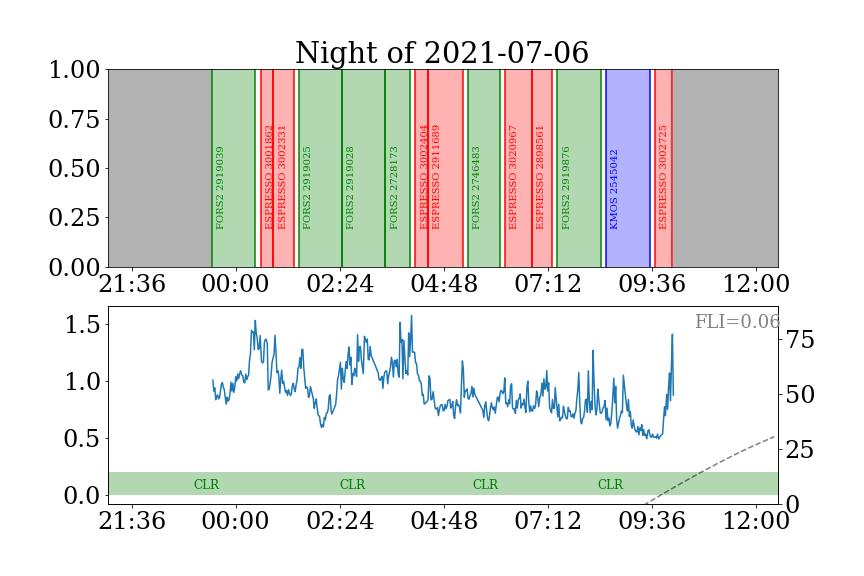 Night of 2021-07-06
1.00
0.75
0.50
0.25
0.00
FORS2 2919039
ESPRESSO 3001862
ESPRESSO 3002331
FORS2 2919025
FORS2 2919028
FORS2 2728173
ESPRESSO 3002404
ESPRESSO 2911689
FORS2 2746483
ESPRESSO 3020967
ESPRESSO 2898561
FORS2 2919876
KMOS 2545042
ESPRESSO 3002725
21:36 00:00 02:24 04:48 07:12 09:36 12:00
FLI=0.06
1.5
1.0
0.5
0.0
75
50
25
0
CLR CLR CLR CLR
21:36 00:00 02:24 04:48 07:12 09:36 12:00